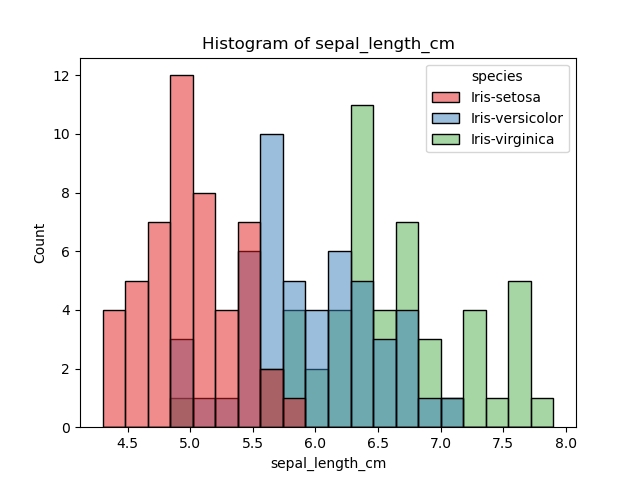 Histogram of sepal_length_cm
species
Iris-setosa
Iris-versicolor
Iris-virginica
12
10
8
6
4
2
0
Count
4.5 5.0 5.5 6.0 6.5 7.0 7.5 8.0
sepal_length_cm